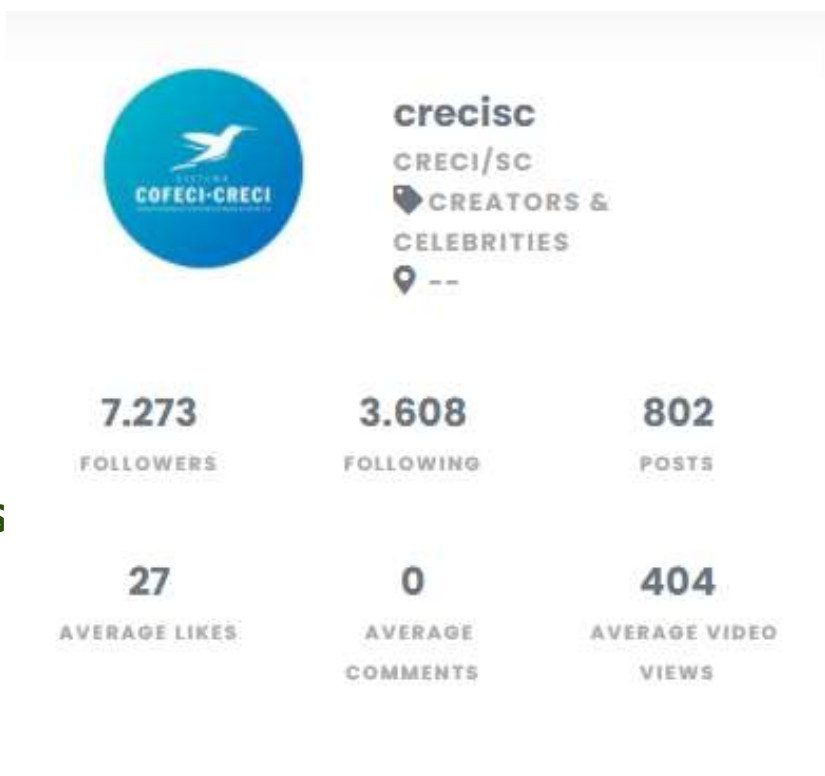 crecisc
CRECI/SC
CREATORS &
CELEBRITIES
--
COFECI-CRECI
7.273 3.608 802
FOLLOWERS FOLLOWING POSTS
27 0 404
AVERAGE LIKES AVERAGE AVERAGE VIDEO
COMMENTS VIEWS